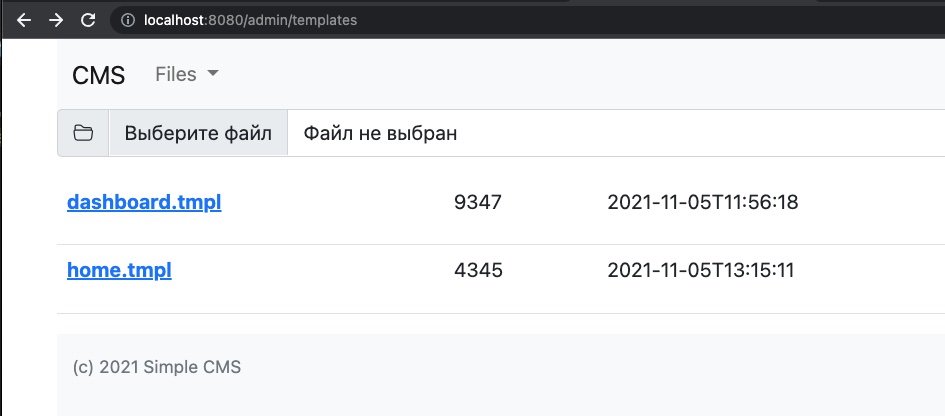 localhost:8080/admin/templates
CMS Files
Выберите файл Файл не выбран
dashboard.tmpl 9347 2021-11-05T11:56:18
home.tmpl 4345 2021-11-05T13:15:11
(c) 2021 Simple CMS